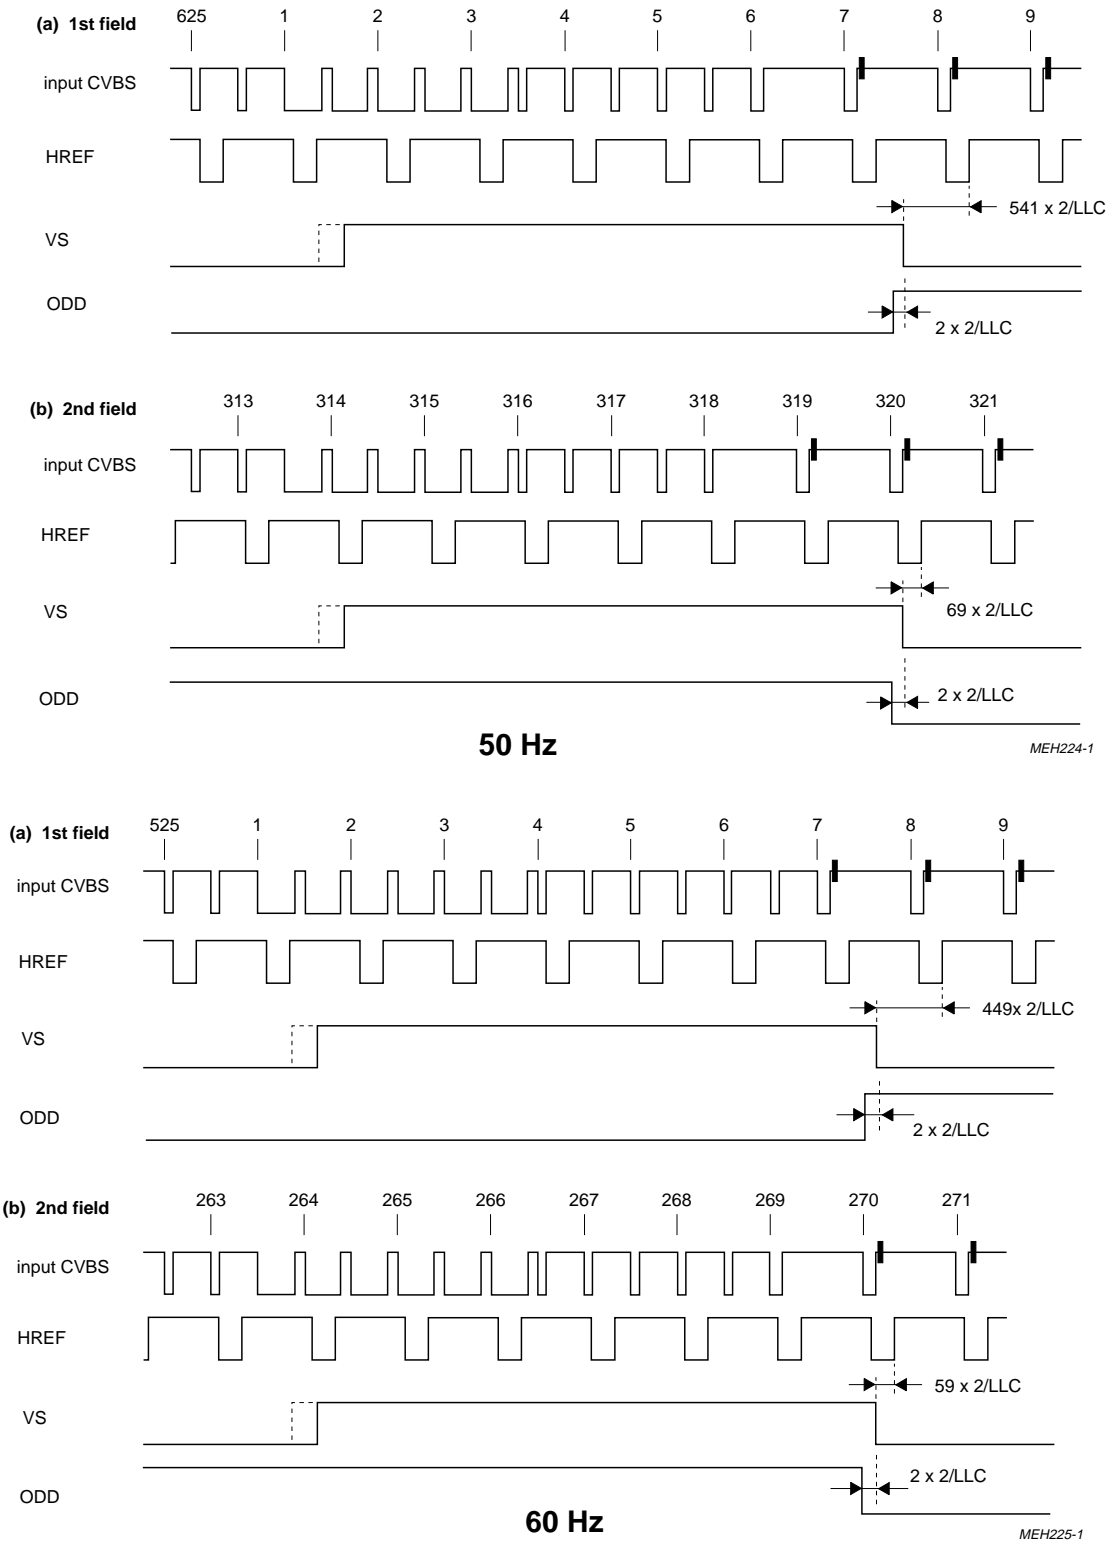 (a) 1st field
625 1 2 3 4 5 6 7 8 9
input CVBS
HREF
541 x 2/LLC
VS
ODD
2 x 2/LLC
(b) 2nd field
313 314 315 316 317 318 319 320 321
input CVBS
HREF
VS
69 x 2/LLC
ODD
2 x 2/LLC
50 Hz
MEH224-1
(a) 1st field
525 1 2 3 4 5 6 7 8 9
input CVBS
HREF
449x 2/LLC
VS
ODD
2 x 2/LLC
(b) 2nd field
263 264 265 266 267 268 269 270 271
input CVBS
HREF
59 x 2/LLC
VS
2 x 2/LLC
ODD
60 Hz
MEH225-1